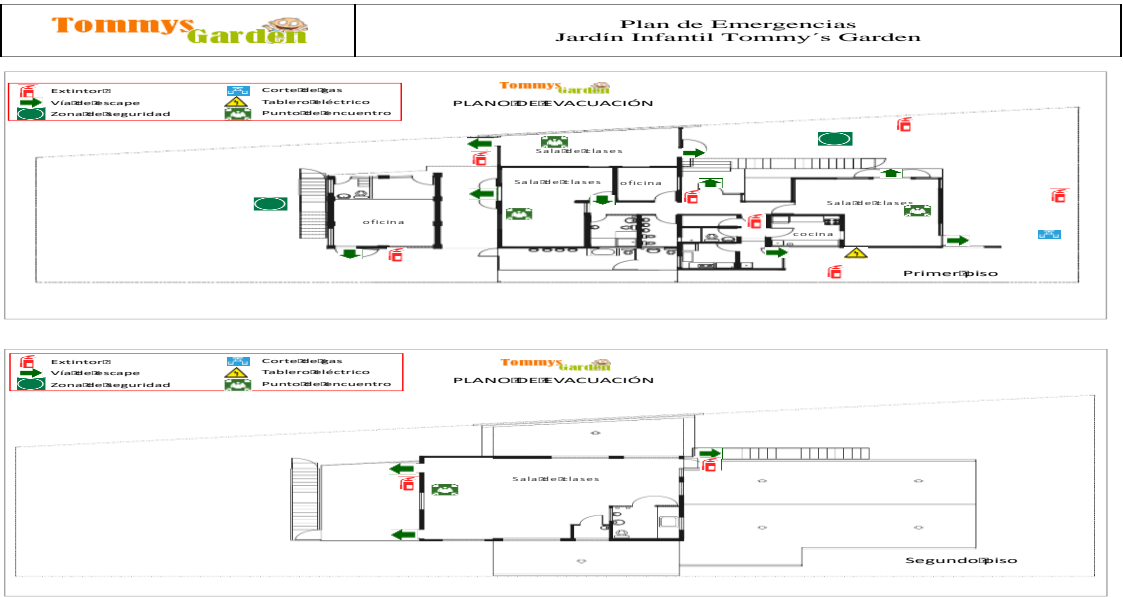 Tommys
Garden
Plan de Emergencias
Jardín Infantil Tommy´s Garden
Extintor
Vía de escape
Zona de seguridad
Corte de gas
Tablero eléctrico
Punto de encuentro
Tommys
Garden
PLANO DE EVACUACIÓN
Sala de clases
Sala de clases
oficina
Sala de clases
oficina
cocina
Primer piso
Extintor
Vía de escape
Zona de seguridad
Corte de gas
Tablero eléctrico
Punto de encuentro
Tommys
Garden
PLANO DE EVACUACIÓN
Sala de clases
Segundo piso